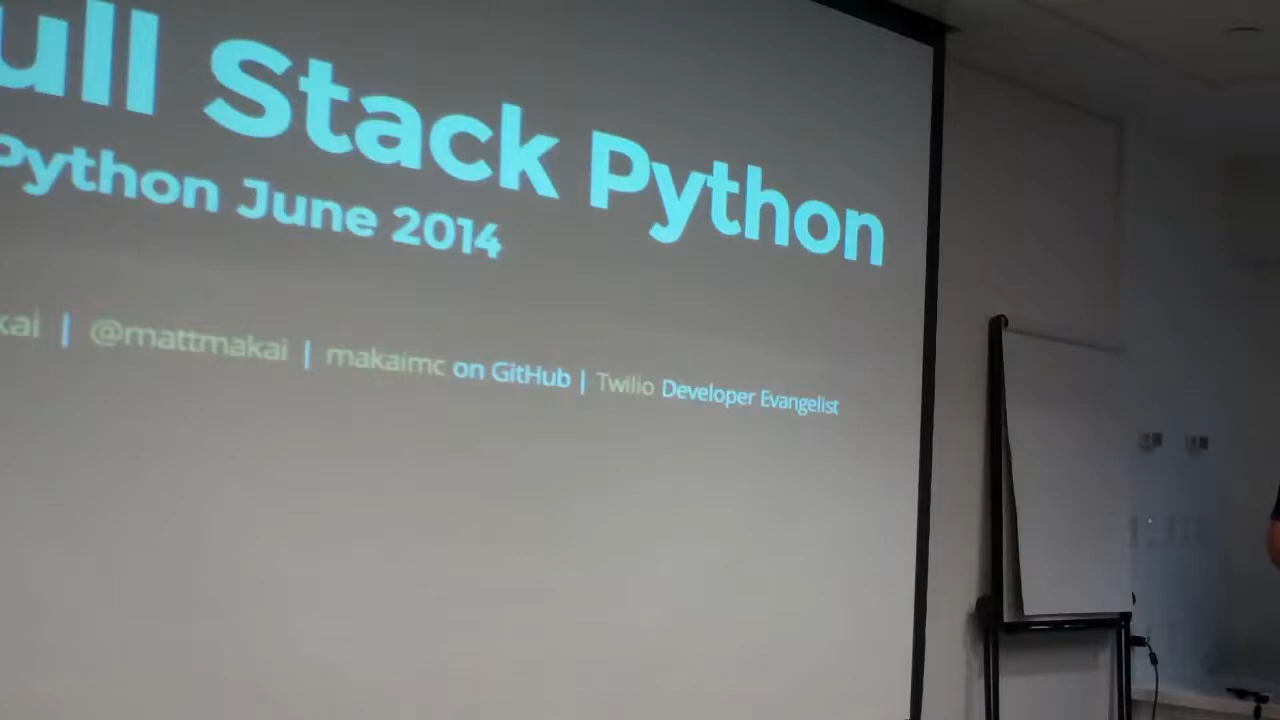 ull Stack Python
Python June 2014
kai | @mattmakai | makaimc on GitHub | Twilio Developer Evangelist